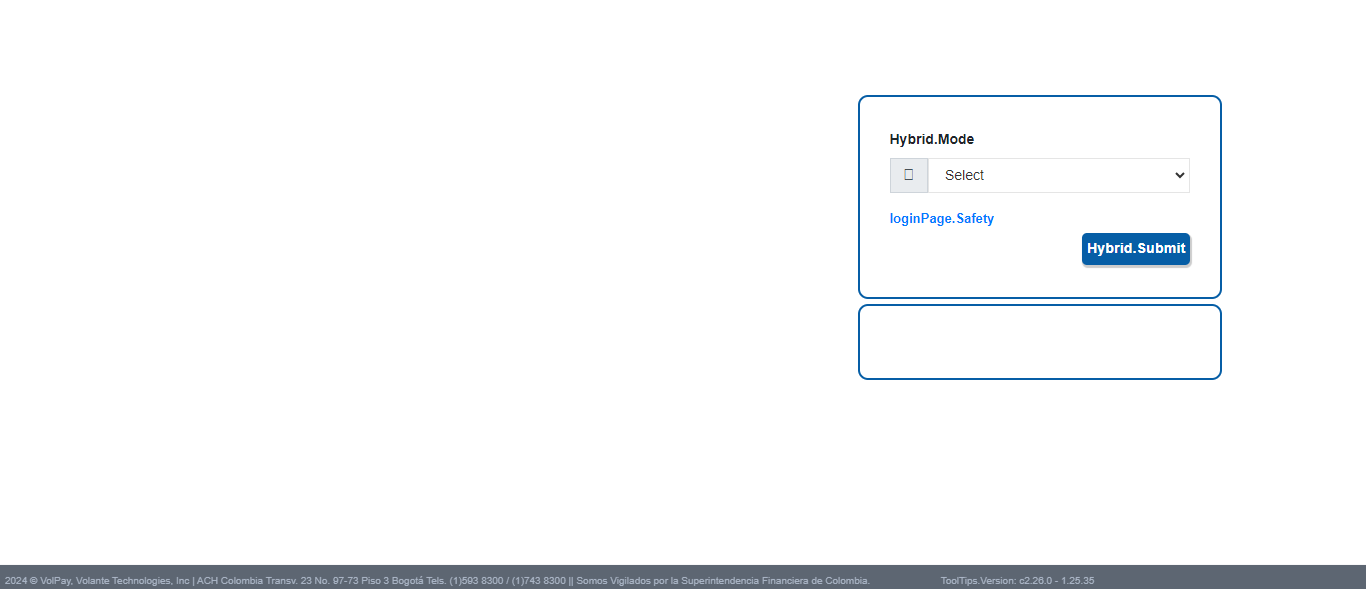 Hybrid.Mode
Select
loginPage.Safety
Hybrid.Submit
2024 © VolPay, Volante Technologies, Inc | ACH Colombia Transv. 23 No. 97-73 Piso 3 Bogotá Tels. (1)593 8300 / (1)743 8300 || Somos Vigilados por la Superintendencia Financiera de Colombia. ToolTips.Version: c2.26.0 - 1.25.35